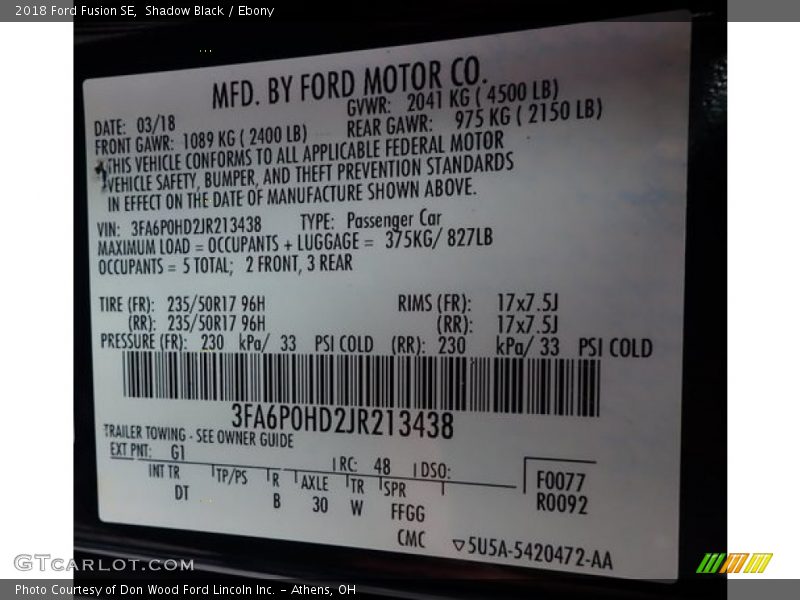 2018 Ford Fusion SE, Shadow Black / Ebony
MFD. BY FORD MOTOR CO.
DATE: 03/18 GVWR: 2041 KG ( 4500 LB)
FRONT GAWR: 1089 KG ( 2400 LB) REAR GAWR: 975 KG ( 2150 LB)
THIS VEHICLE CONFORMS TO ALL APPLICABLE FEDERAL MOTOR
VEHICLE SAFETY, BUMPER, AND THEFT PREVENTION STANDARDS
IN EFFECT ON THE DATE OF MANUFACTURE SHOWN ABOVE.
VIN: 3FA6P0HD2JR213438 TYPE: Passenger Car
MAXIMUM LOAD = OCCUPANTS + LUGGAGE = 375KG/ 827LB
OCCUPANTS = 5 TOTAL; 2 FRONT, 3 REAR
TIRE (FR): 235/50R17 96H RIMS (FR): 17x7.5J
(RR): 235/50R17 96H (RR): 17x7.5J
PRESSURE (FR): 230 kPa/ 33 PSI COLD (RR): 230 kPa/ 33 PSI COLD
3FA6P0HD2JR213438
TRAILER TOWING - SEE OWNER GUIDE
EXT PNT: G1 RC: 48 DSO:
INT TR TP/PS R AXLE TR SPR F0077
DT B 30 W FFGG R0092
CMC ▽5U5A-5420472-AA
GTCARLOT.COM
Photo Courtesy of Don Wood Ford Lincoln Inc. - Athens, OH